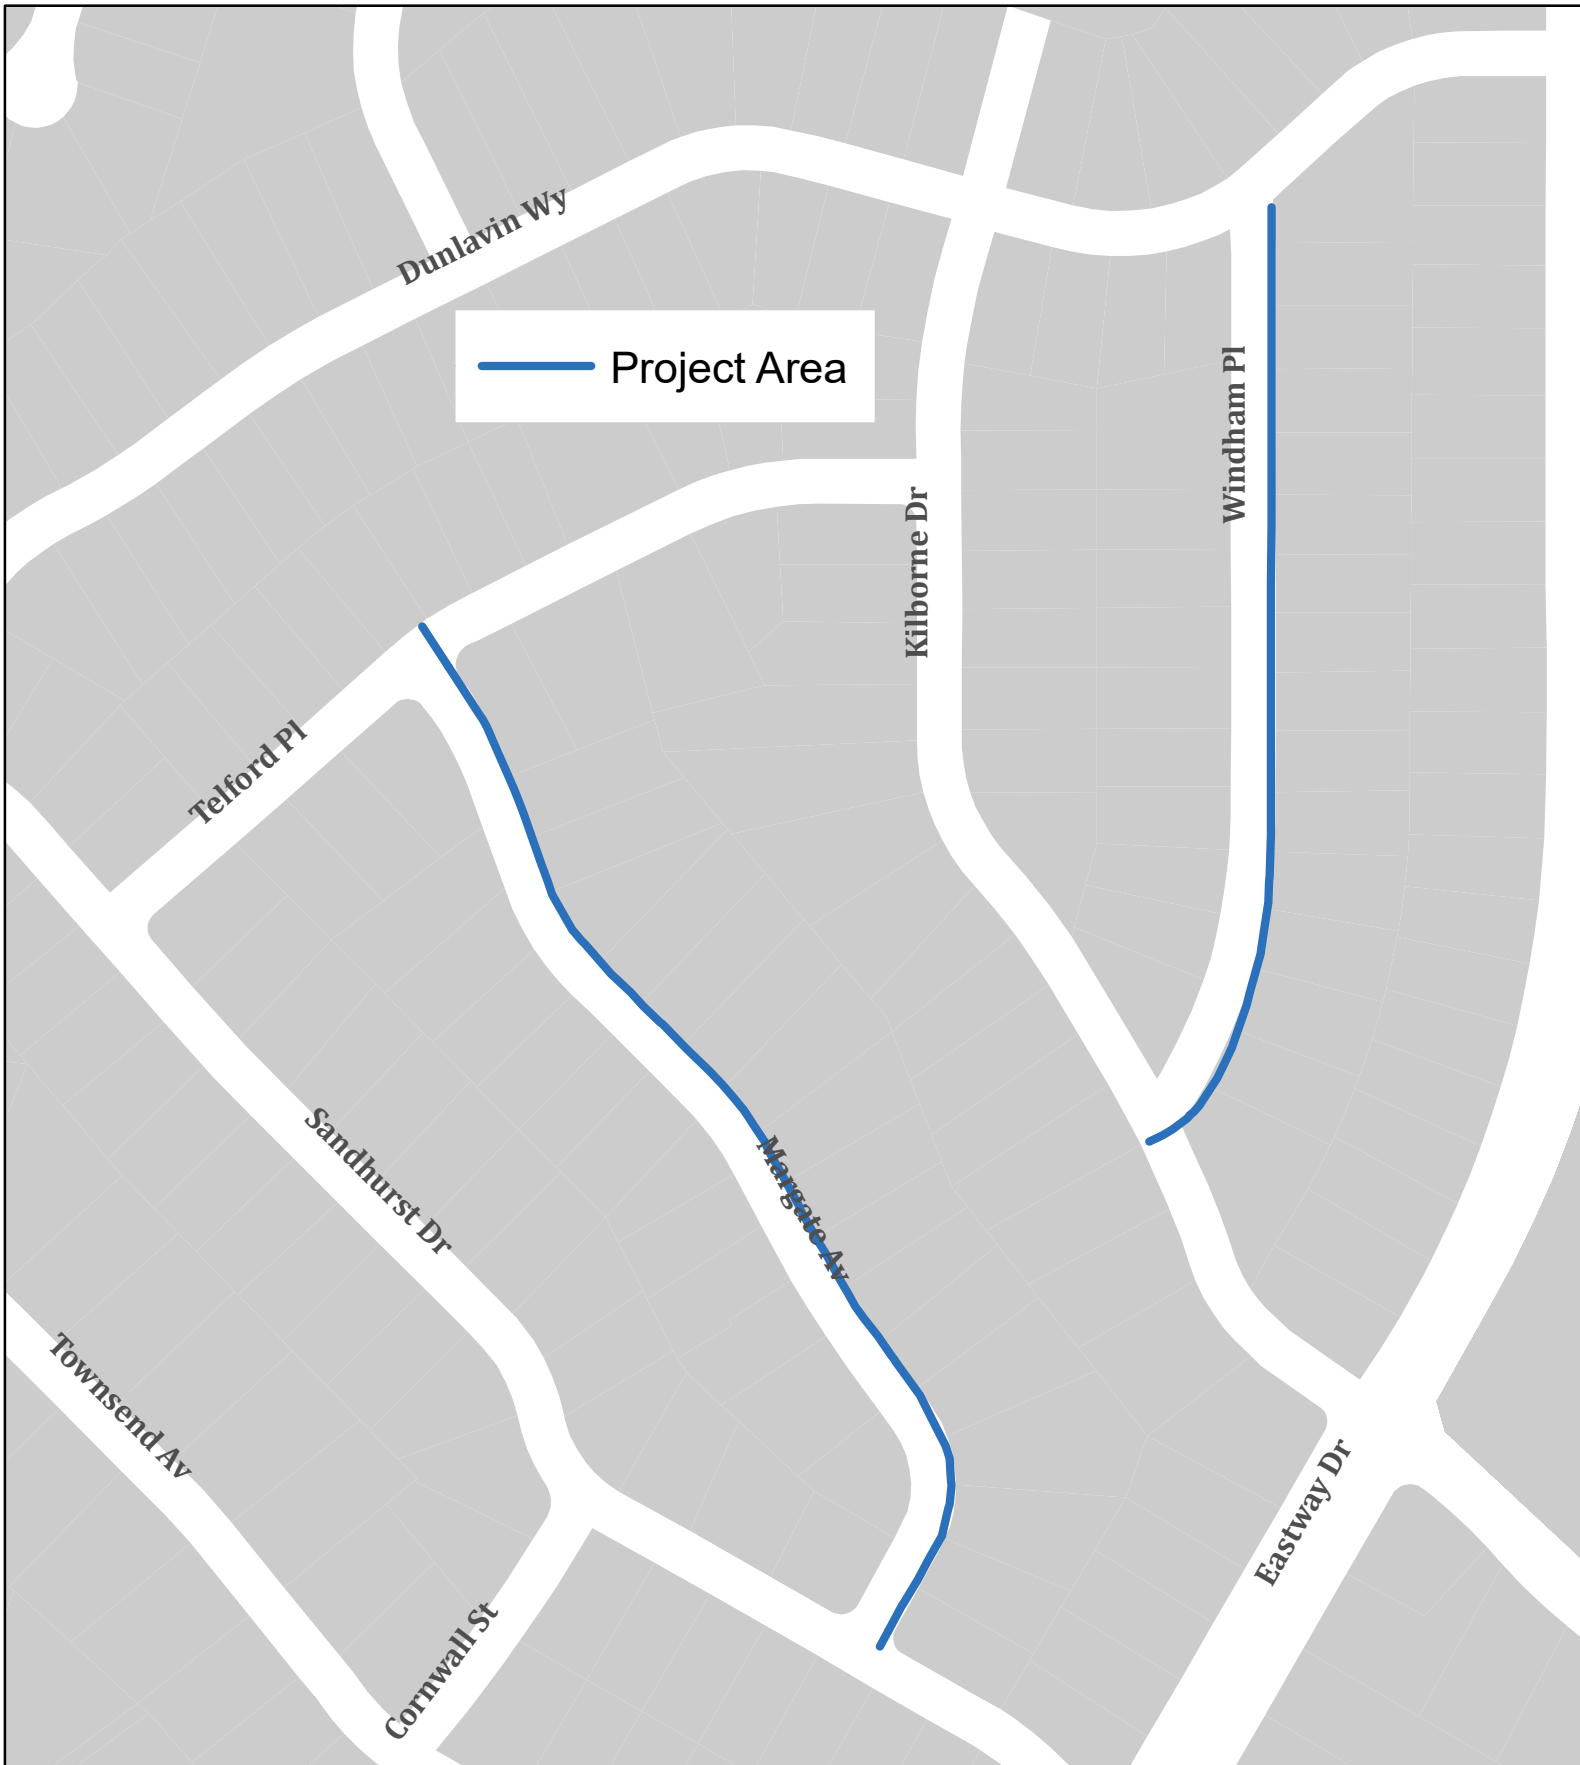 Dunlavin Wy
Project Area
Windham Pl
Kilborne Dr
Telford Pl
Sandhurst Dr
Margate Av
Townsend Av
Eastway Dr
Cornwall St